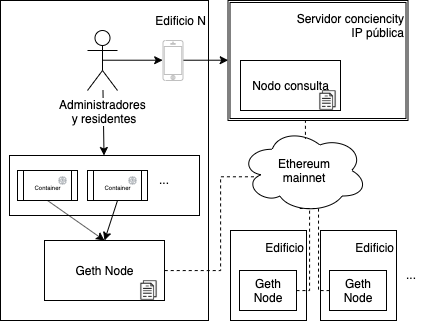 Edificio N
Administradores
y residentes
Container
Container
...
Geth Node
Servidor conciencity
IP pública
Nodo consulta
Ethereum
mainnet
Edificio
Geth
Node
Edificio
Geth
Node
...